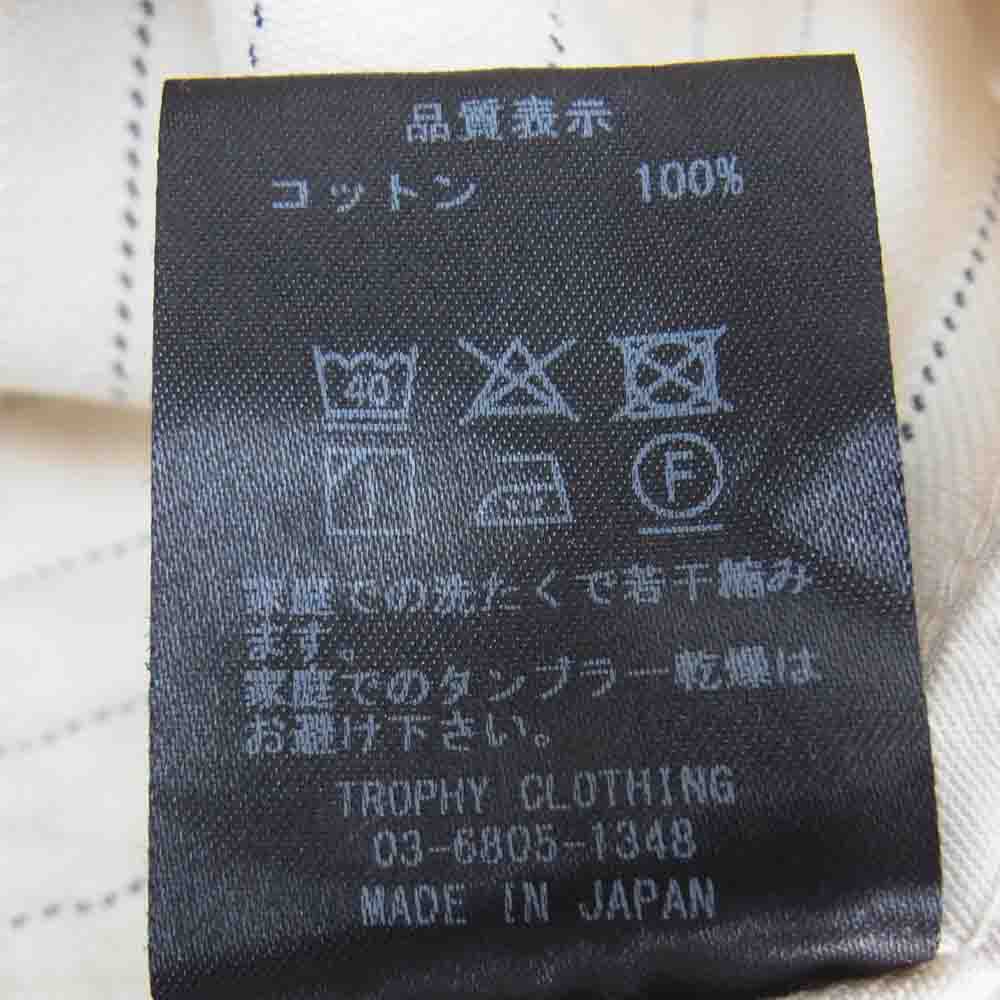 品質表示
コットン 100%
40
F
家庭での洗たくで若干縮み
ます。
家庭でのタンブラー乾燥は
お避け下さい。
TROPHY CLOTHING
03-6805-1348
MADE IN JAPAN